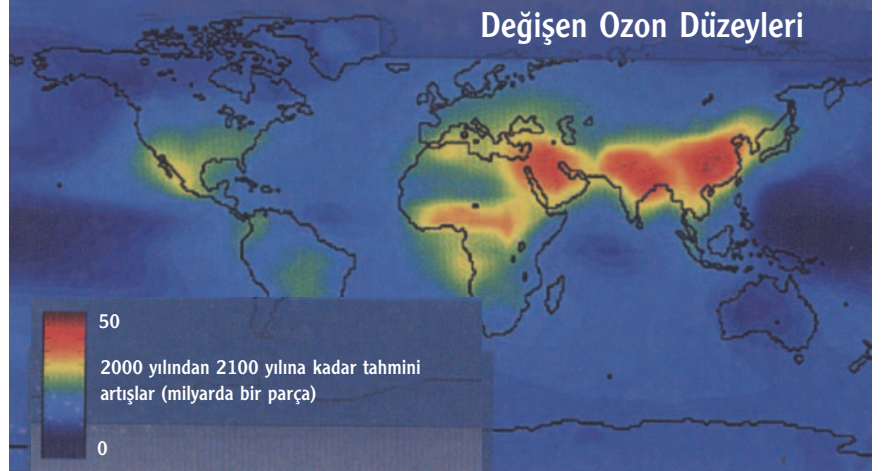 Değişen Ozon Düzeyleri
50
2000 yılından 2100 yılına kadar tahmini
artışlar (milyarda bir parça)
0